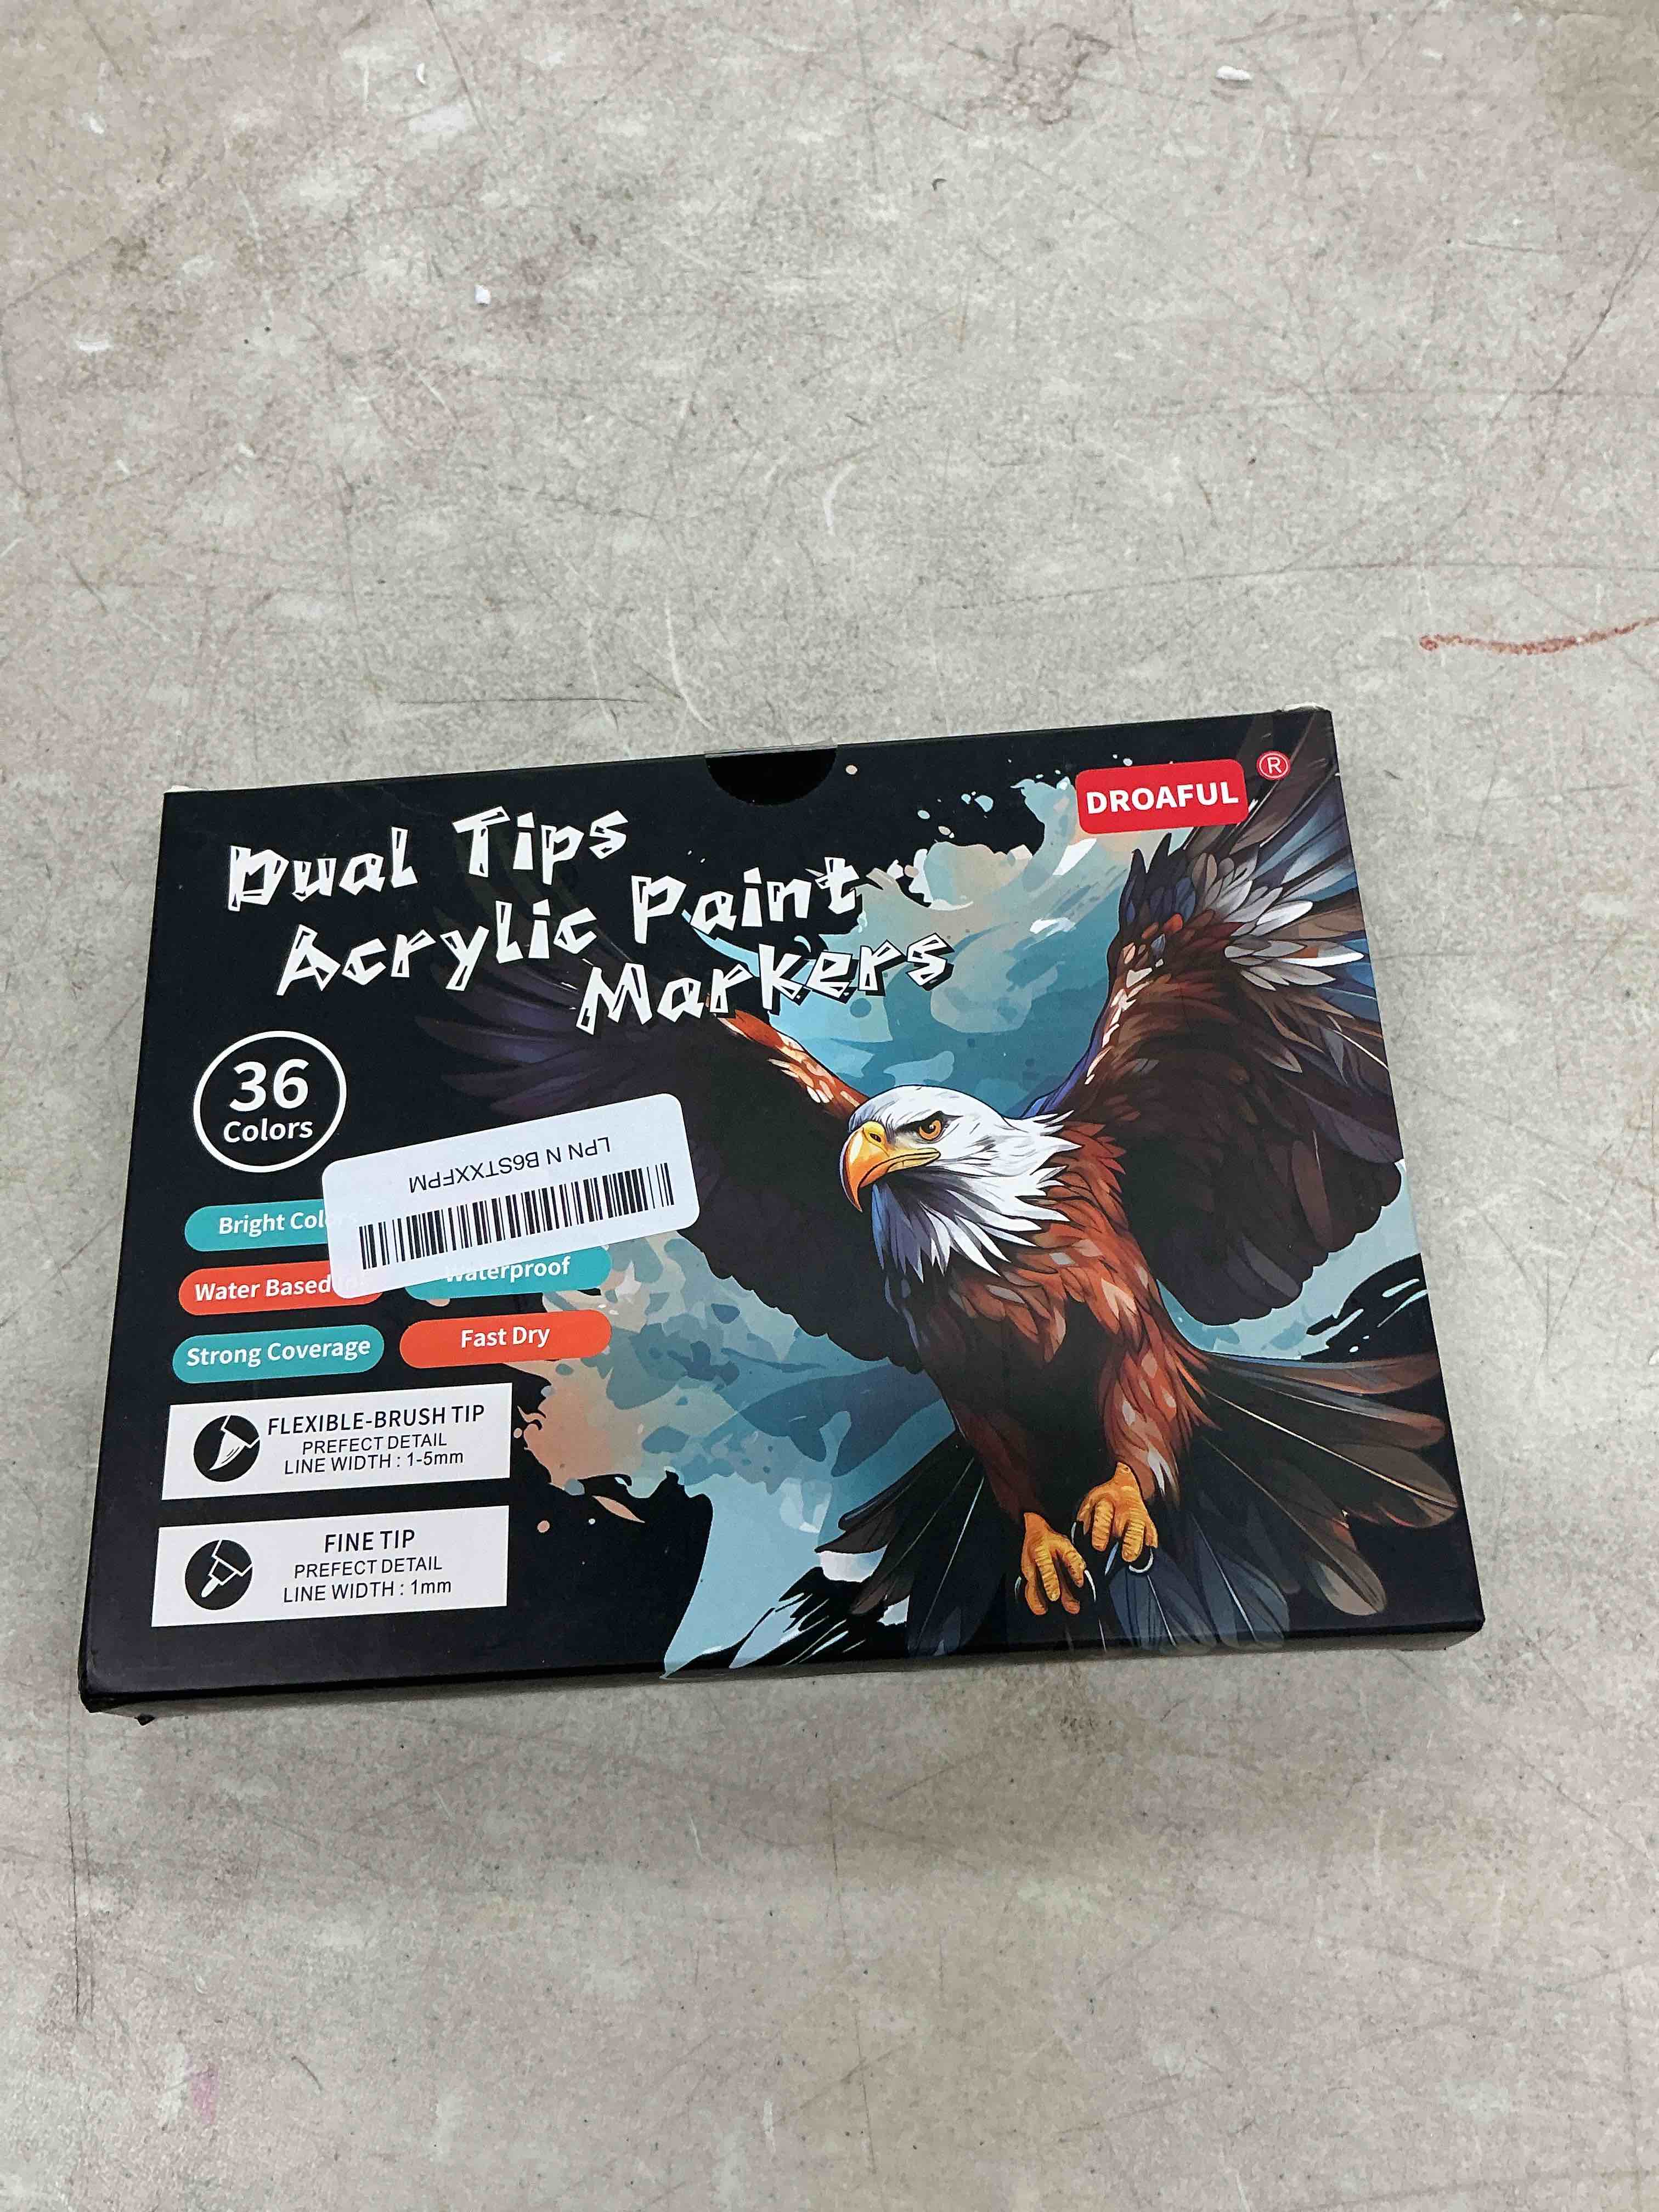 DROAFUL
®
Dual Tips
Acrylic Paint
Markers
36
Colors
LPN N B6STXXFPM
Bright Colors
Water Based
Waterproof
Strong Coverage
Fast Dry
FLEXIBLE-BRUSH TIP
PREFECT DETAIL
LINE WIDTH : 1-5mm
FINE TIP
PREFECT DETAIL
LINE WIDTH : 1mm